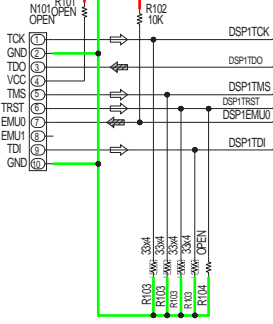 R101
N101 OPEN
OPEN
R102
10K
TCK 1 DSP1TCK
GND 2
TDO 3 DSP1TDO
VCC 4
TMS 5 DSP1TMS
TRST 6 DSP1TRST
EMU0 7 DSP1EMU0
EMU1 8
TDI 9 DSP1TDI
GND 10
33x4 33x4 33x4 33x4 OPEN
R103 R103 R103 R103 R104